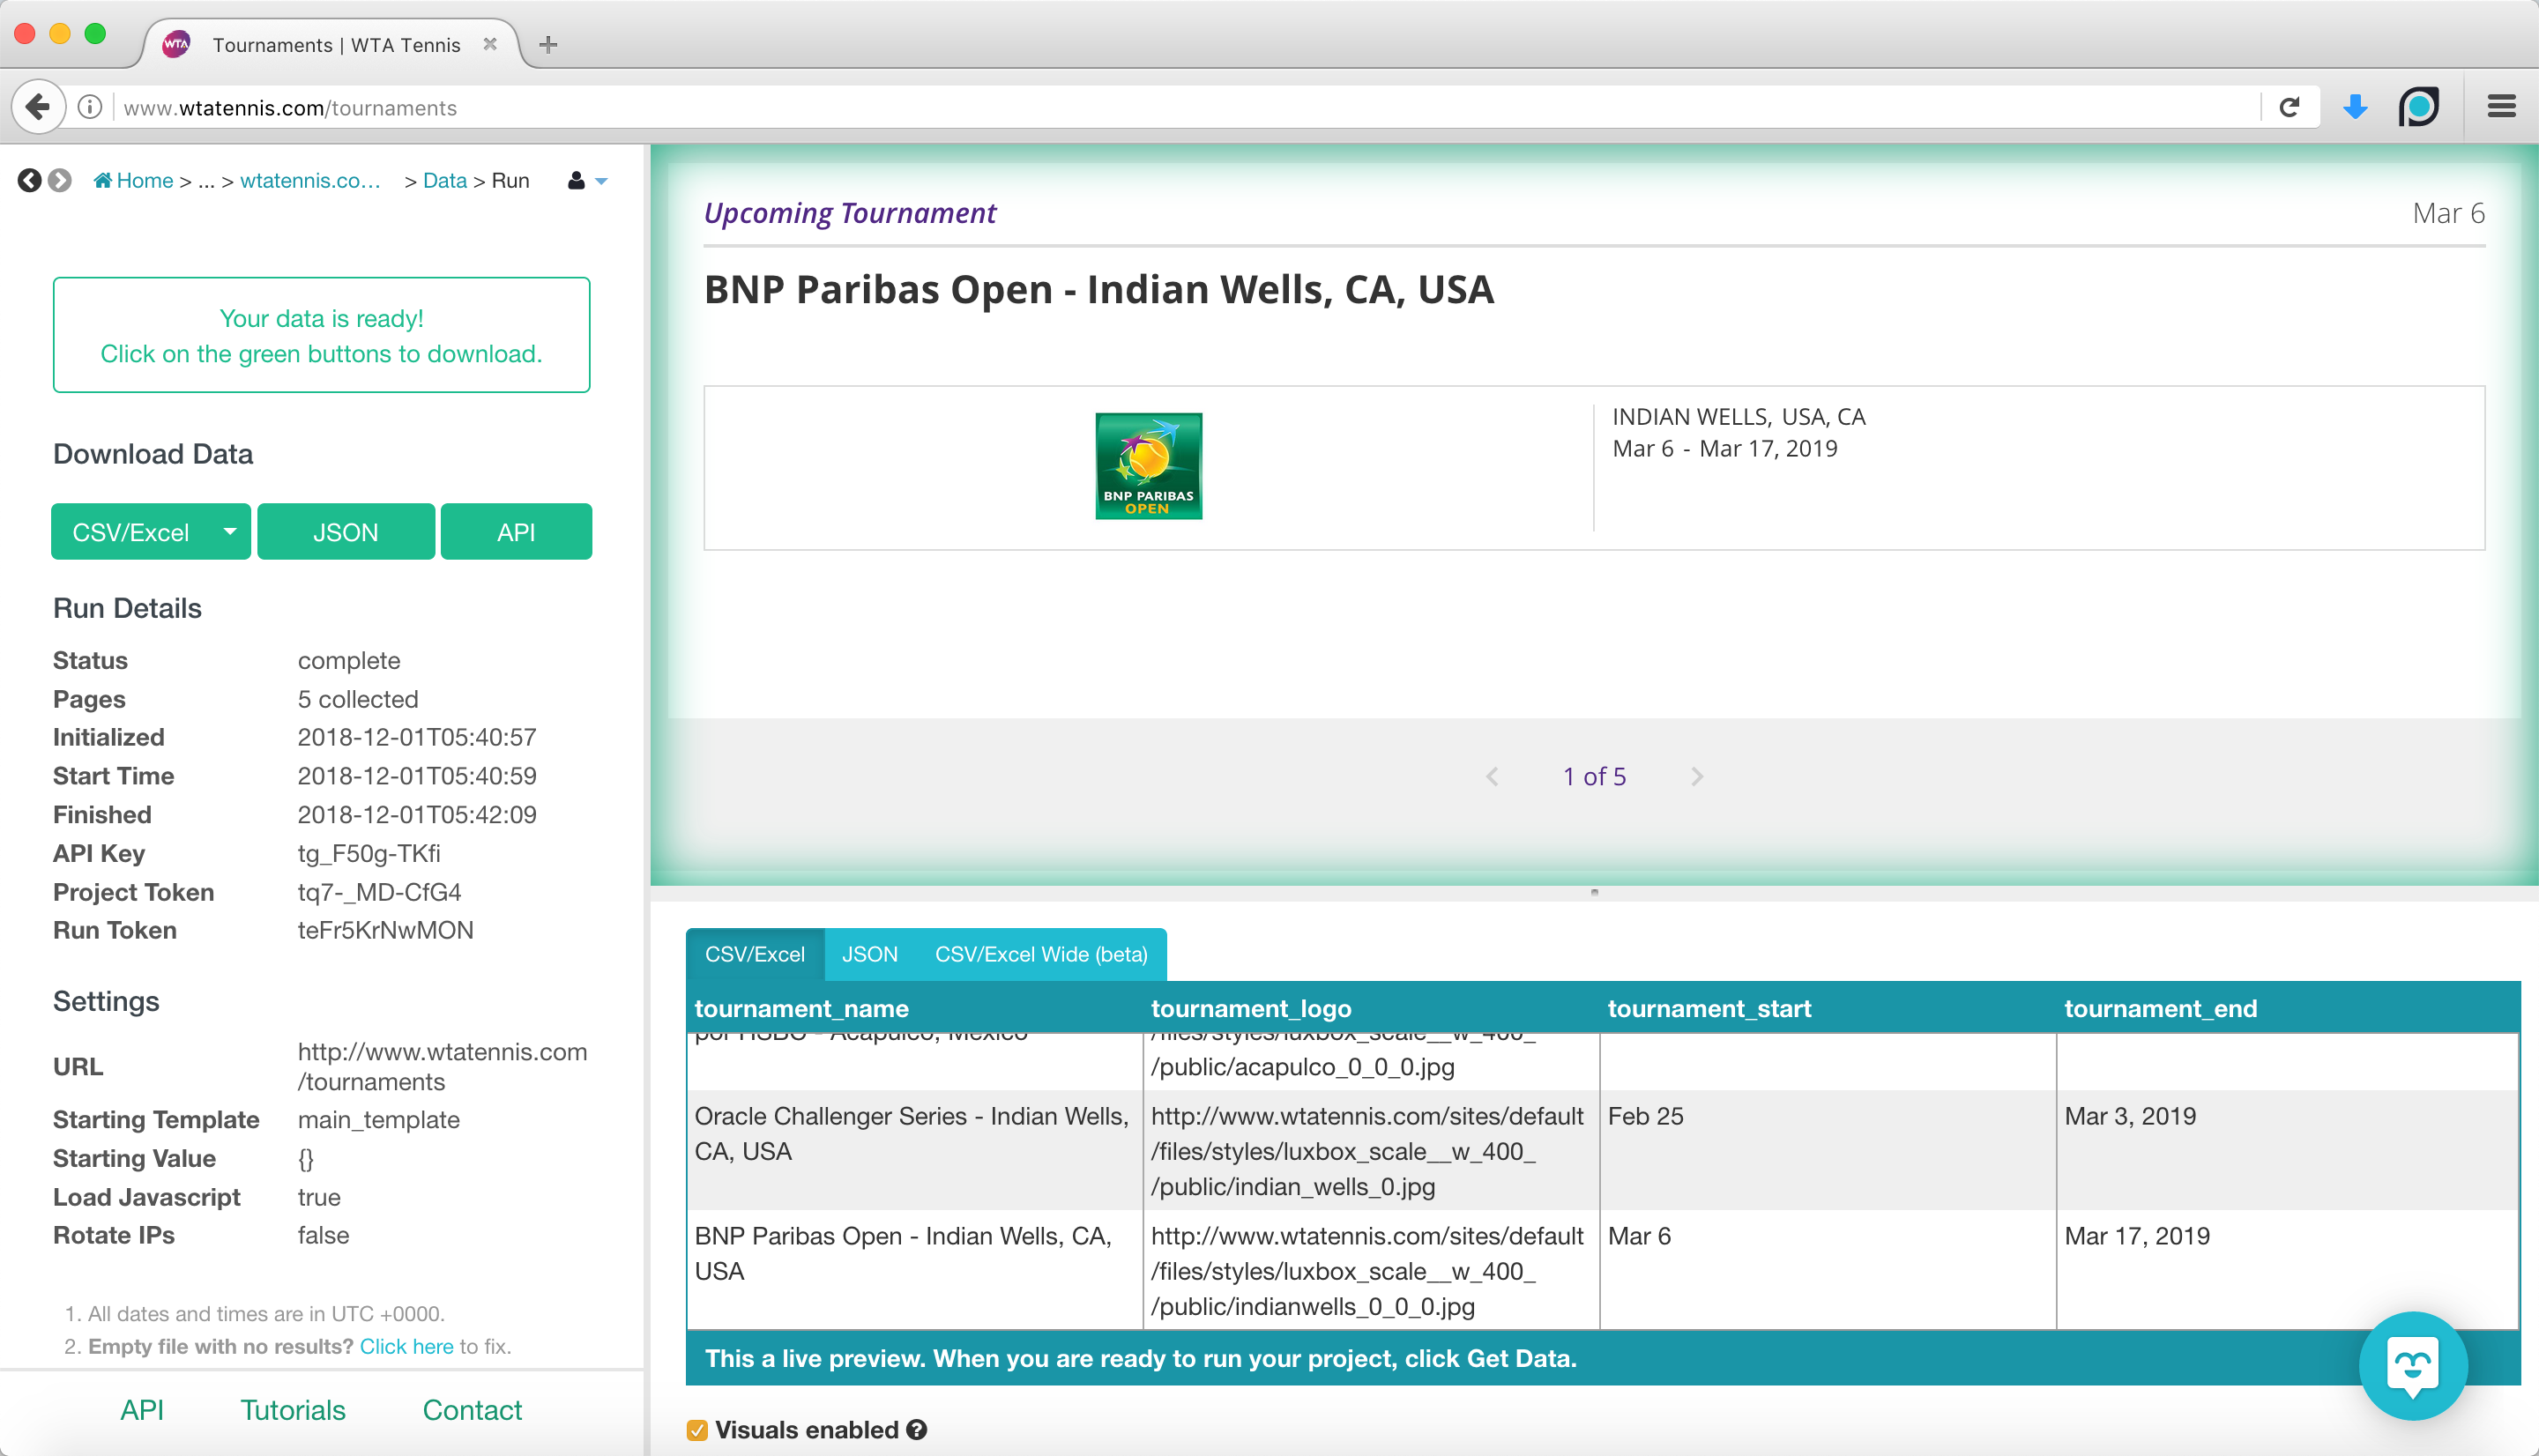 WTA Tournaments | WTA Tennis
www.wtatennis.com/tournaments
Home > ... > wtatennis.co... > Data > Run
Your data is ready!
Click on the green buttons to download.
Download Data
CSV/Excel JSON API
Run Details
Status complete
Pages 5 collected
Initialized 2018-12-01T05:40:57
Start Time 2018-12-01T05:40:59
Finished 2018-12-01T05:42:09
API Key tg_F50g-TKfi
Project Token tq7-_MD-CfG4
Run Token teFr5KrNwMON
Settings
URL http://www.wtatennis.com
/tournaments
Starting Template main_template
Starting Value {}
Load Javascript true
Rotate IPs false
1. All dates and times are in UTC +0000.
2. Empty file with no results? Click here to fix.
API Tutorials Contact
Upcoming Tournament Mar 6
BNP Paribas Open - Indian Wells, CA, USA
BNP PARIBAS
OPEN
INDIAN WELLS, USA, CA
Mar 6 - Mar 17, 2019
1 of 5
CSV/Excel JSON CSV/Excel Wide (beta)
tournament_name tournament_logo tournament_start tournament_end
por HSBC - Acapulco, Mexico /files/styles/luxbox_scale__w_400_
/public/acapulco_0_0_0.jpg
Oracle Challenger Series - Indian Wells, http://www.wtatennis.com/sites/default Feb 25 Mar 3, 2019
CA, USA /files/styles/luxbox_scale__w_400_
/public/indian_wells_0.jpg
BNP Paribas Open - Indian Wells, CA, http://www.wtatennis.com/sites/default Mar 6 Mar 17, 2019
USA /files/styles/luxbox_scale__w_400_
/public/indianwells_0_0_0.jpg
This a live preview. When you are ready to run your project, click Get Data.
Visuals enabled ?